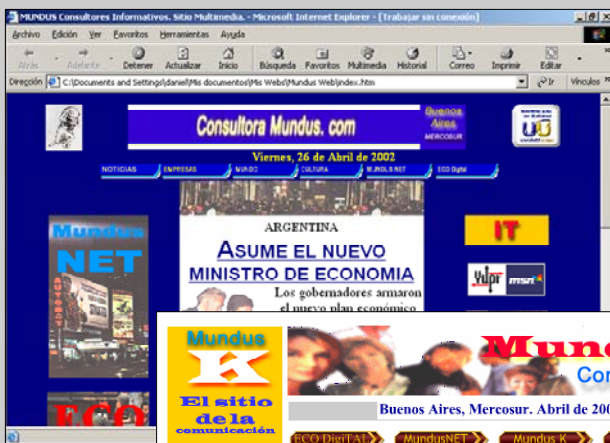 MUNDUS Consultores Informativos. Sitio Multimedia. - Microsoft Internet Explorer - [Trabajar sin conexión]
Archivo Edición Ver Favoritos Herramientas Ayuda
Atrás Adelante Detener Actualizar Inicio Búsqueda Favoritos Multimedia Historial Correo Imprimir Editar
Dirección C:\Documents and Settings\daniel\Mis documentos\Mis Webs\Mundus Web\index.htm Ir Vínculos
Consultora Mundus. com
Buenos
Aires
MERCOSUR
Viernes, 26 de Abril de 2002
NOTICIAS EMPRESAS MUNDO CULTURA MUNDUS NET ECO Digital
Mundus
NET
ARGENTINA
ASUME EL NUEVO
MINISTRO DE ECONOMIA
Los gobernadores armaron
el nuevo plan económico
IT
Yupi msn
ECO
Mundus
K
El sitio
de la
comunicación
Mund
Con
Buenos Aires, Mercosur. Abril de 200
ECO DigiTAL MundusNET Mundus K